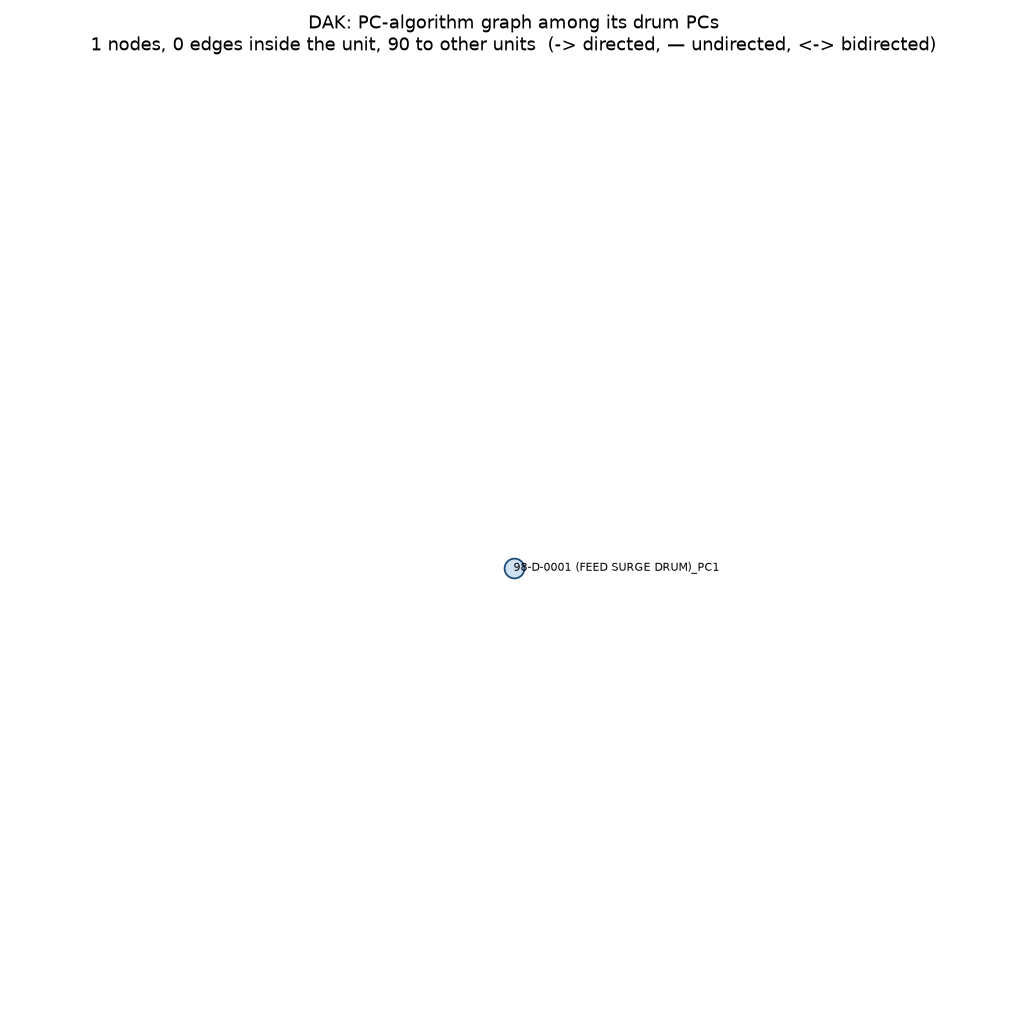 DAK: PC-algorithm graph among its drum PCs
1 nodes, 0 edges inside the unit, 90 to other units  (-> directed, — undirected, <-> bidirected)
98-D-0001 (FEED SURGE DRUM)_PC1